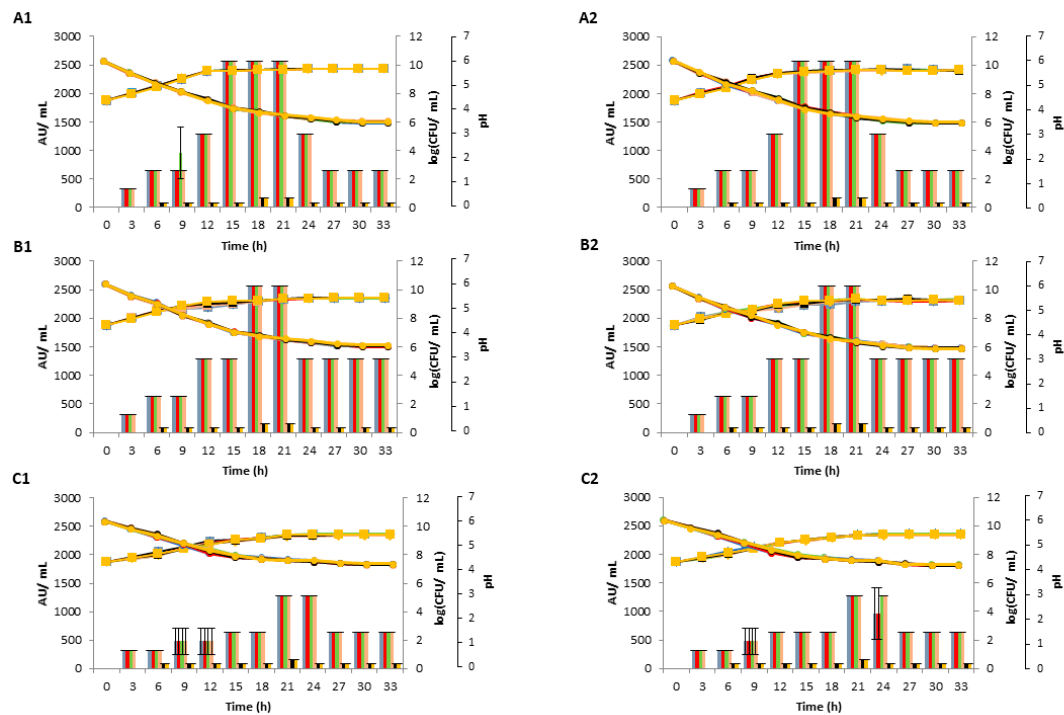 A1
A2
3000 12 7
2500 10 6
2000 8 5
1500 6 4
1000 4 3
500 2 2
0 0 1
0
AU/ mL
log(CFU/ mL)
pH
0 3 6 9 12 15 18 21 24 27 30 33
Time (h)
3000 12 7
2500 10 6
2000 8 5
1500 6 4
1000 4 3
500 2 2
0 0 1
0
AU/ mL
log(CFU/ mL)
pH
0 3 6 9 12 15 18 21 24 27 30 33
Time (h)
B1
B2
3000 12 7
2500 10 6
2000 8 5
1500 6 4
1000 4 3
500 2 2
0 0 1
0
AU/ mL
log(CFU/ mL)
pH
0 3 6 9 12 15 18 21 24 27 30 33
Time (h)
3000 12 7
2500 10 6
2000 8 5
1500 6 4
1000 4 3
500 2 2
0 0 1
0
AU/ mL
log(CFU/ mL)
pH
0 3 6 9 12 15 18 21 24 27 30 33
Time (h)
C1
C2
3000 12 7
2500 10 6
2000 8 5
1500 6 4
1000 4 3
500 2 2
0 0 1
0
AU/ mL
log(CFU/ mL)
pH
0 3 6 9 12 15 18 21 24 27 30 33
Time (h)
3000 12 7
2500 10 6
2000 8 5
1500 6 4
1000 4 3
500 2 2
0 0 1
0
AU/ mL
log(CFU/ mL)
pH
0 3 6 9 12 15 18 21 24 27 30 33
Time (h)